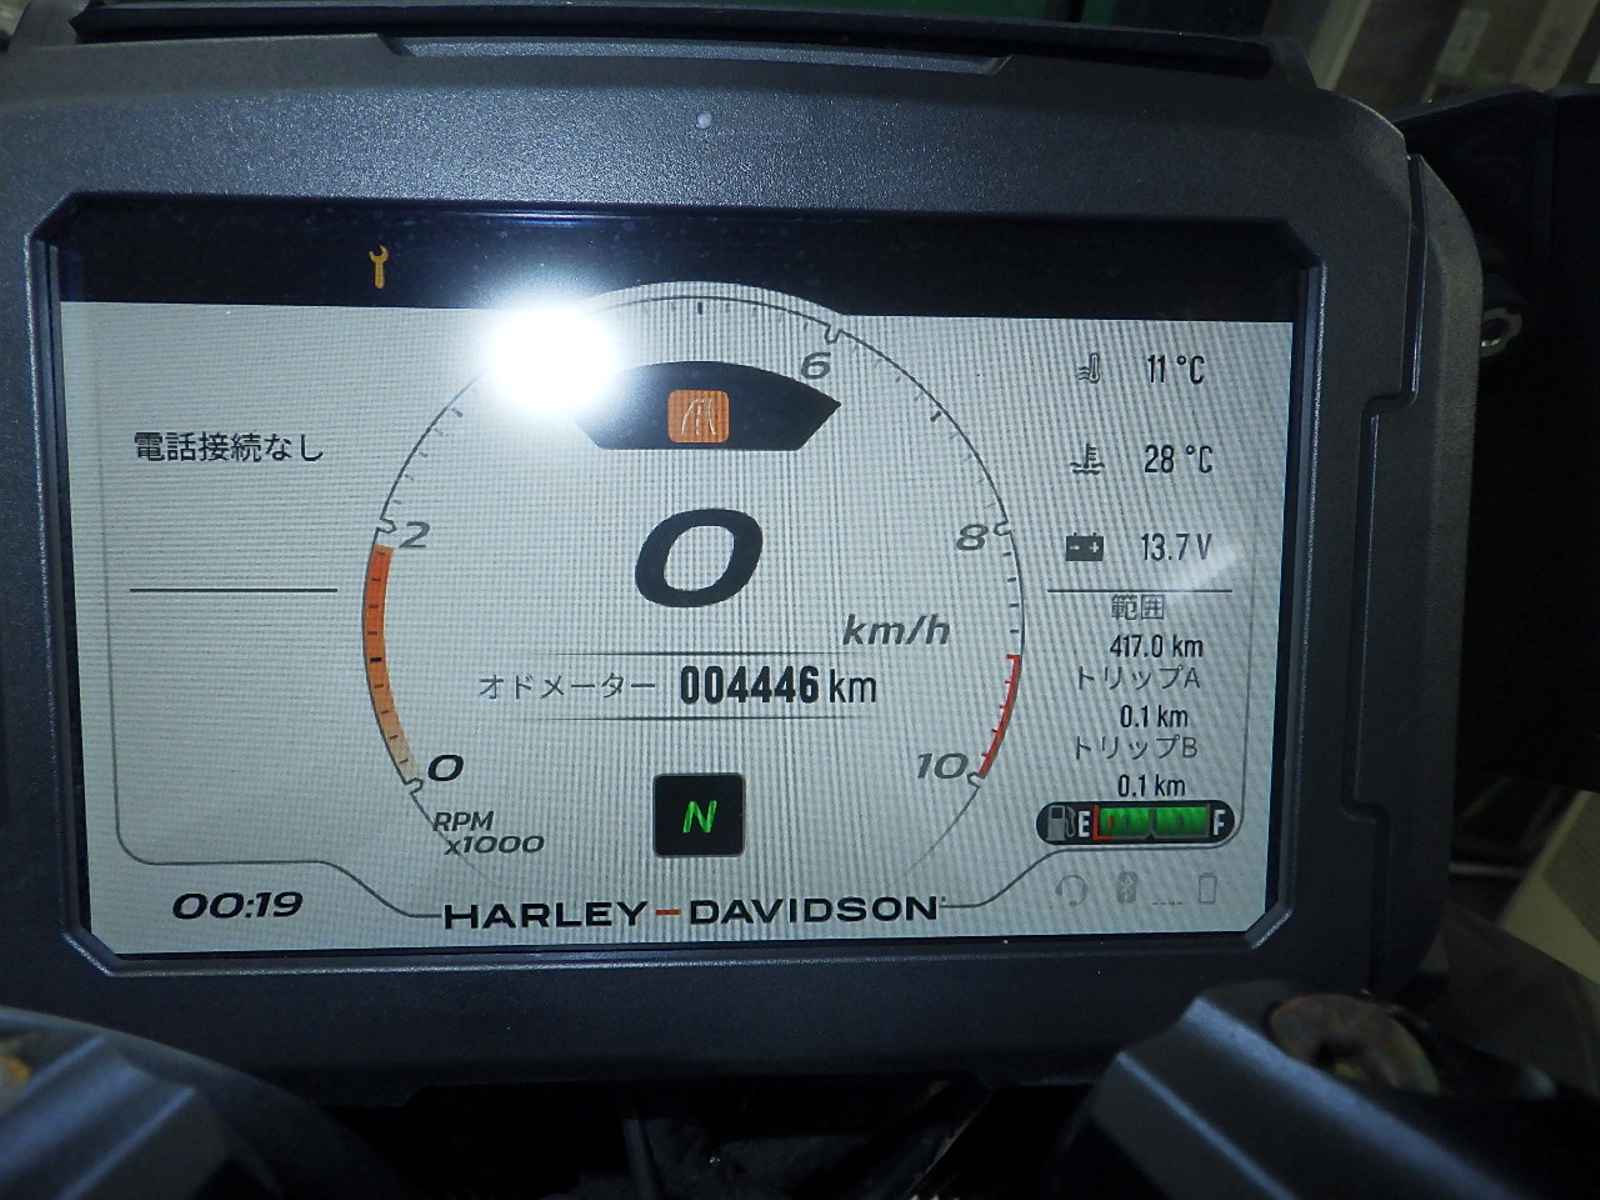 6
11 °C
電話接続なし
28 °C
2
8
0
13.7 V
km/h
範囲
417.0 km
オドメーター 004446 km
トリップA
0.1 km
トリップB
0.1 km
0
10
RPM
x1000
N
E F
00:19
HARLEY-DAVIDSON